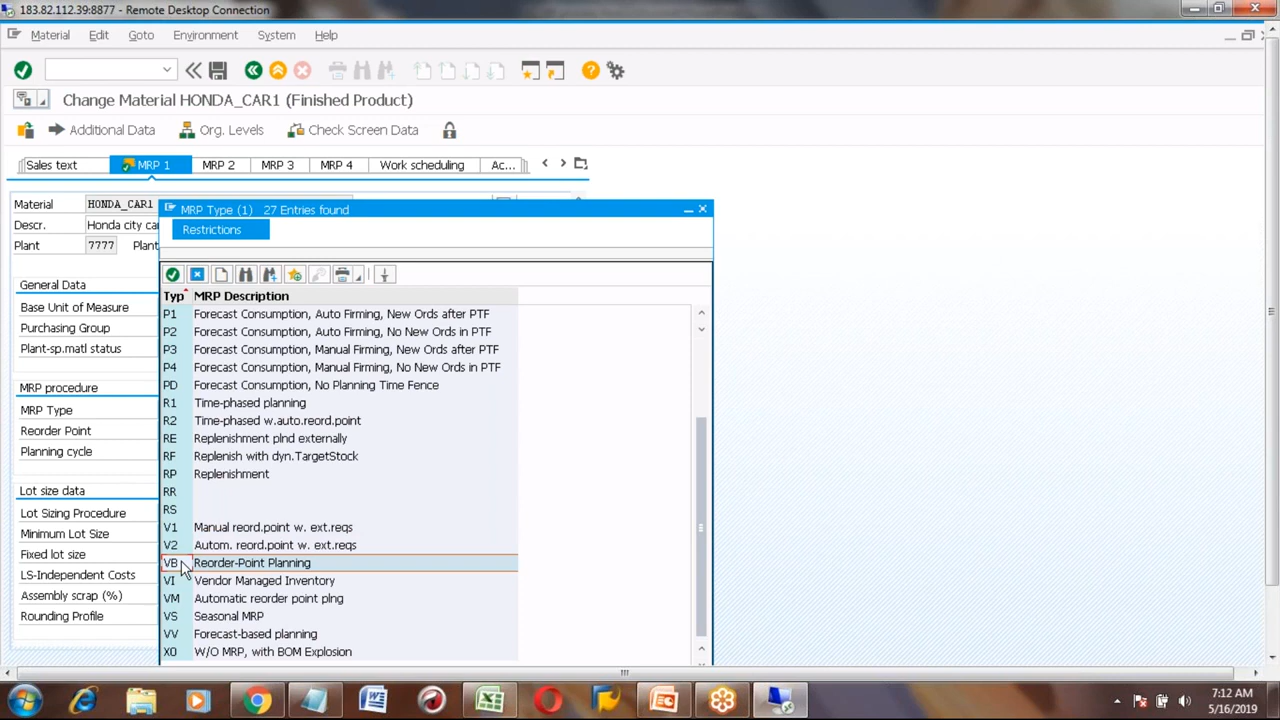 183.82.112.39:8877 - Remote Desktop Connection
Material Edit Goto Environment System Help
Change Material HONDA_CAR1 (Finished Product)
Additional Data Org. Levels Check Screen Data
Sales text MRP 1 MRP 2 MRP 3 MRP 4 Work scheduling Ac...
Material HONDA_CAR1
Descr. Honda city car
Plant 7777 Plant
General Data
Base Unit of Measure
Purchasing Group
Plant-sp.matl status
MRP procedure
MRP Type
Reorder Point
Planning cycle
Lot size data
Lot Sizing Procedure
Minimum Lot Size
Fixed lot size
LS-Independent Costs
Assembly scrap (%)
Rounding Profile
MRP Type (1) 27 Entries found
Restrictions
Typ MRP Description
P1 Forecast Consumption, Auto Firming, New Ords after PTF
P2 Forecast Consumption, Auto Firming, No New Ords in PTF
P3 Forecast Consumption, Manual Firming, New Ords after PTF
P4 Forecast Consumption, Manual Firming, No New Ords in PTF
PD Forecast Consumption, No Planning Time Fence
R1 Time-phased planning
R2 Time-phased w.auto.reord.point
RE Replenishment plnd externally
RF Replenish with dyn.TargetStock
RP Replenishment
RR
RS
V1 Manual reord.point w. ext.reqs
V2 Autom. reord.point w. ext.reqs
VB Reorder-Point Planning
VI Vendor Managed Inventory
VM Automatic reorder point plng
VS Seasonal MRP
VV Forecast-based planning
X0 W/O MRP, with BOM Explosion
7:12 AM
5/16/2019